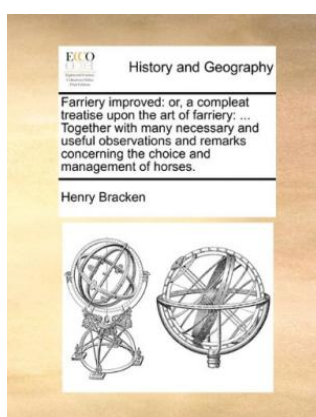 ECCO
History and Geography
Farriery improved: or, a compleat
treatise upon the art of farriery: ...
Together with many necessary and
useful observations and remarks
concerning the choice and
management of horses.
Henry Bracken